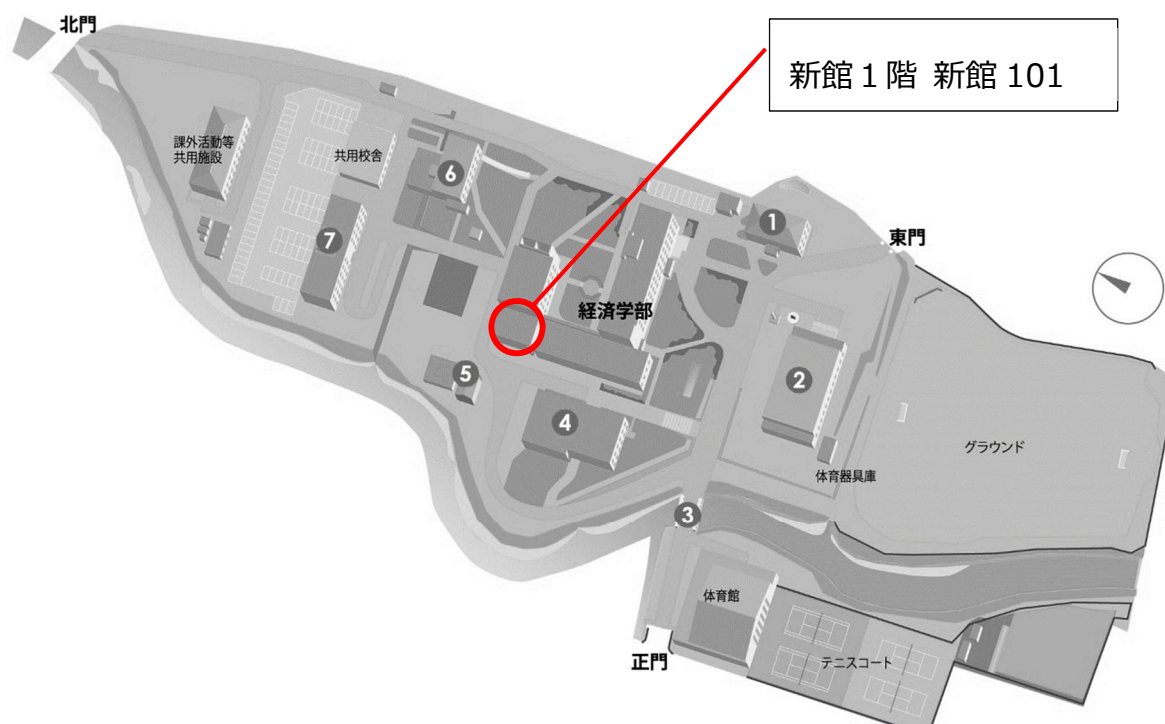 北門
新館１階 新館 101
課外活動等
共用施設
共用校舎
6
1
東門
7
経済学部
5
2
4
グラウンド
体育器具庫
3
体育館
正門
テニスコート